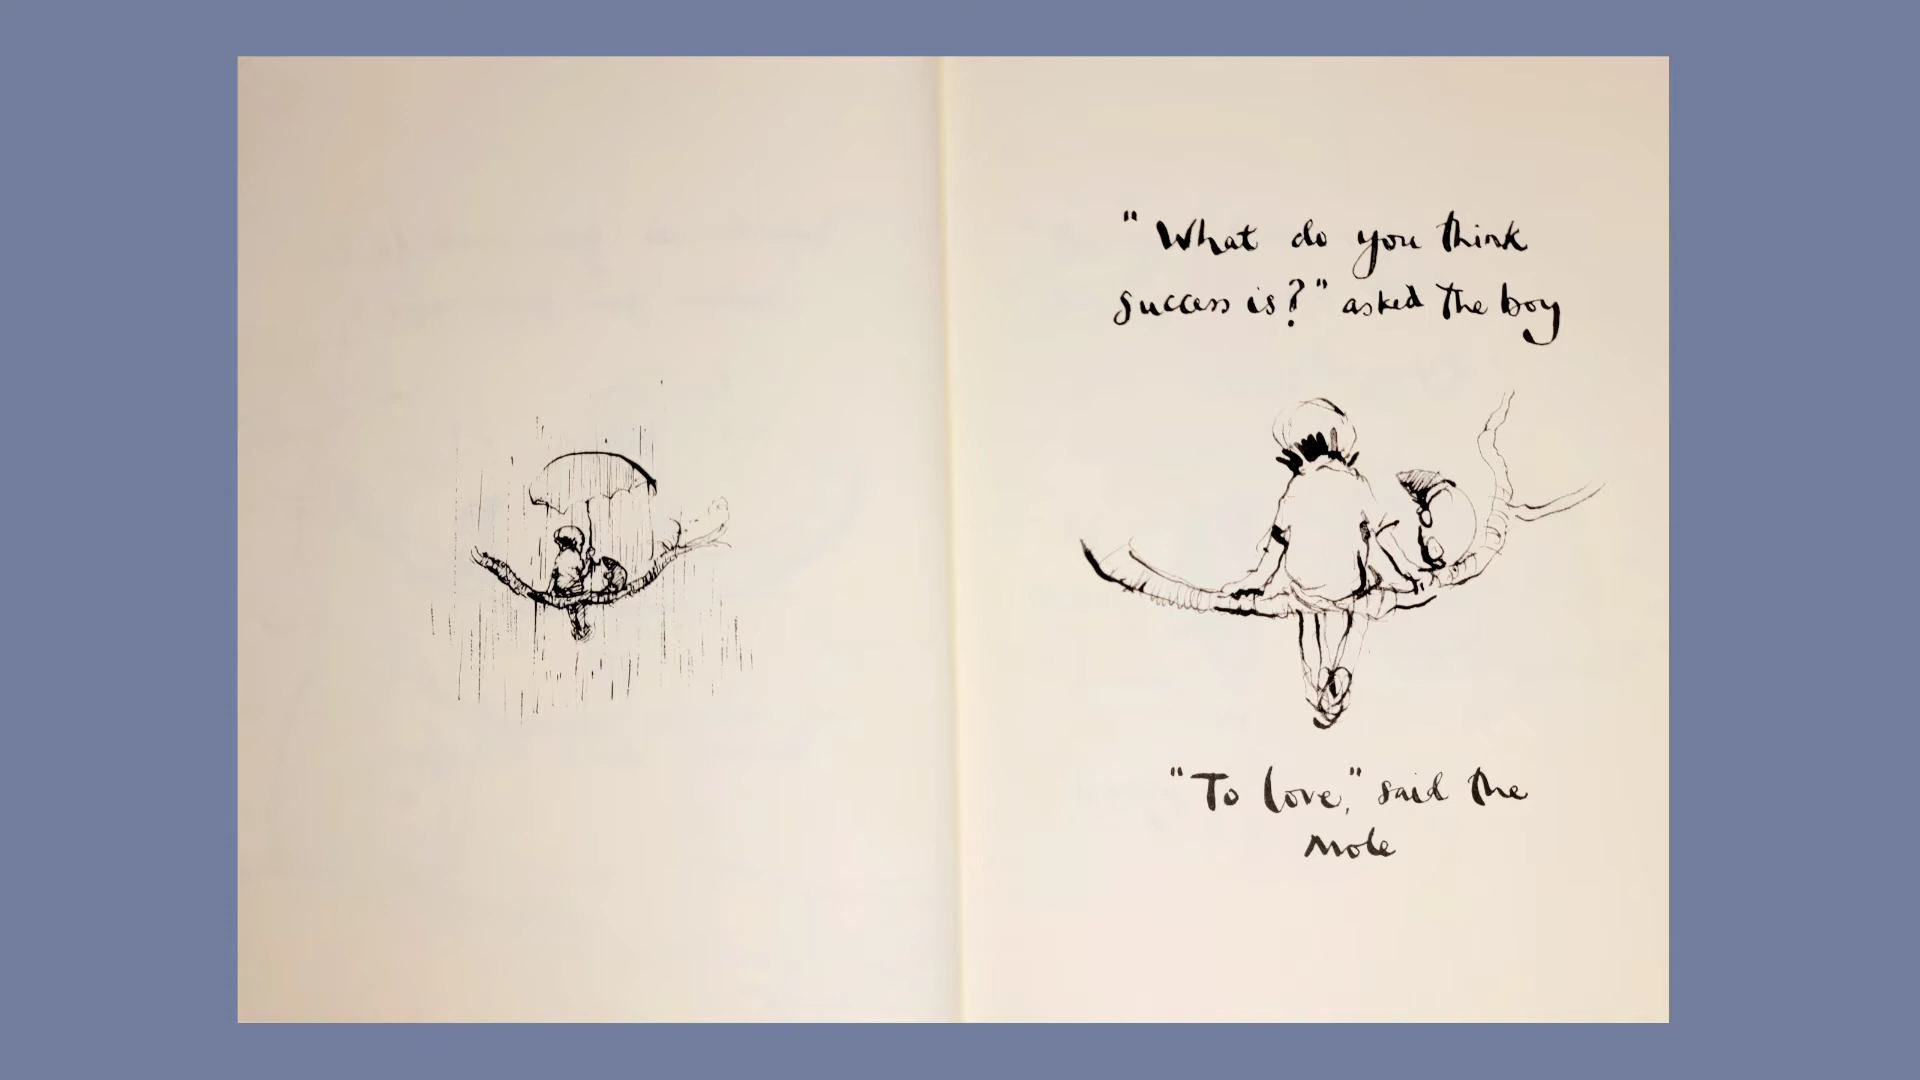 "What do you think
success is?" asked the boy
"To love," said the
mole